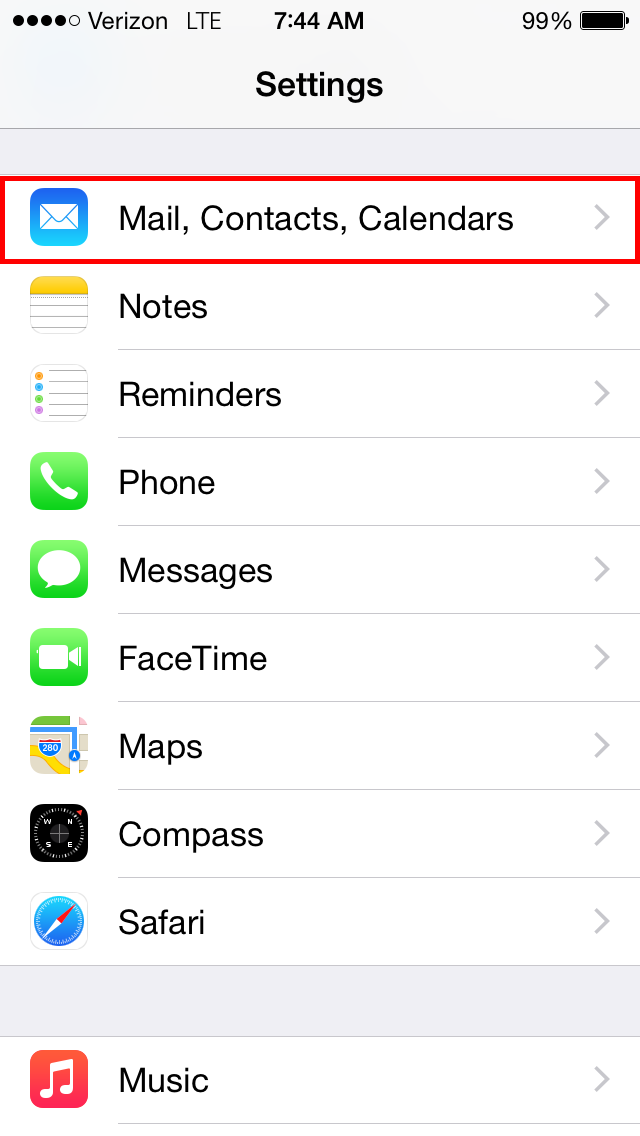 Verizon LTE 7:44 AM 99%
Settings
Mail, Contacts, Calendars
Notes
Reminders
Phone
Messages
FaceTime
Maps
280
Compass
W N
S E
Safari
Music